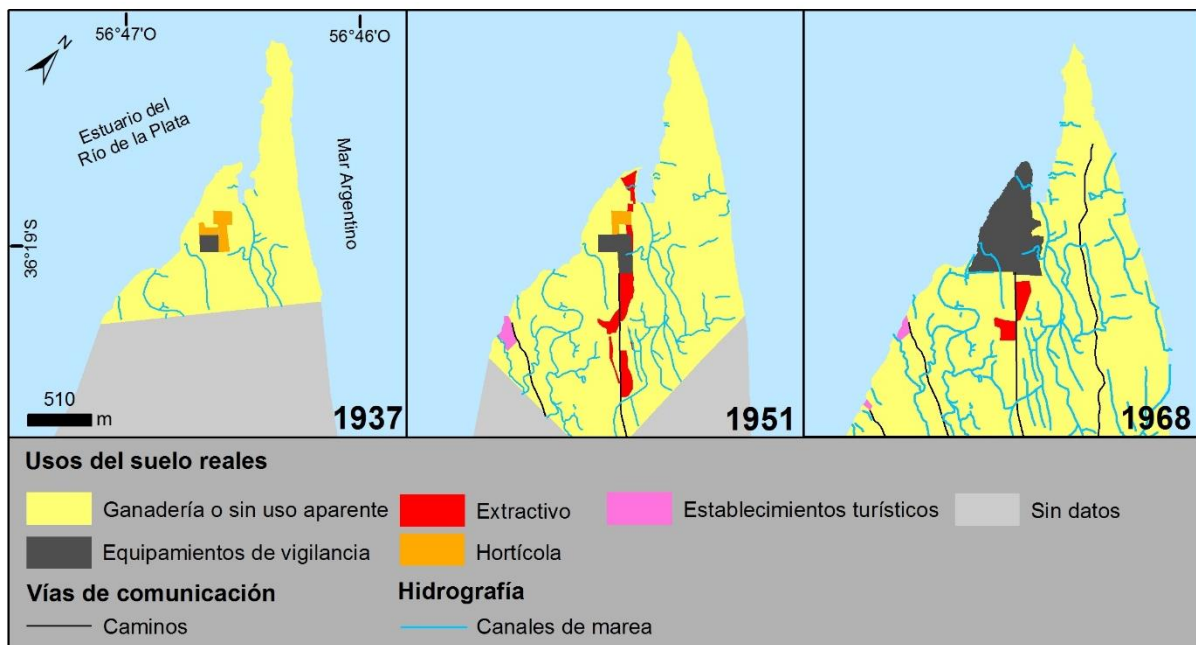 56°47'O
56°46'O
N
Estuario del
Río de la Plata
Mar Argentino
36°19'S
510
m
1937
1951
1968
Usos del suelo reales
Ganadería o sin uso aparente
Extractivo
Establecimientos turísticos
Sin datos
Equipamientos de vigilancia
Hortícola
Vías de comunicación
Hidrografía
Caminos
Canales de marea